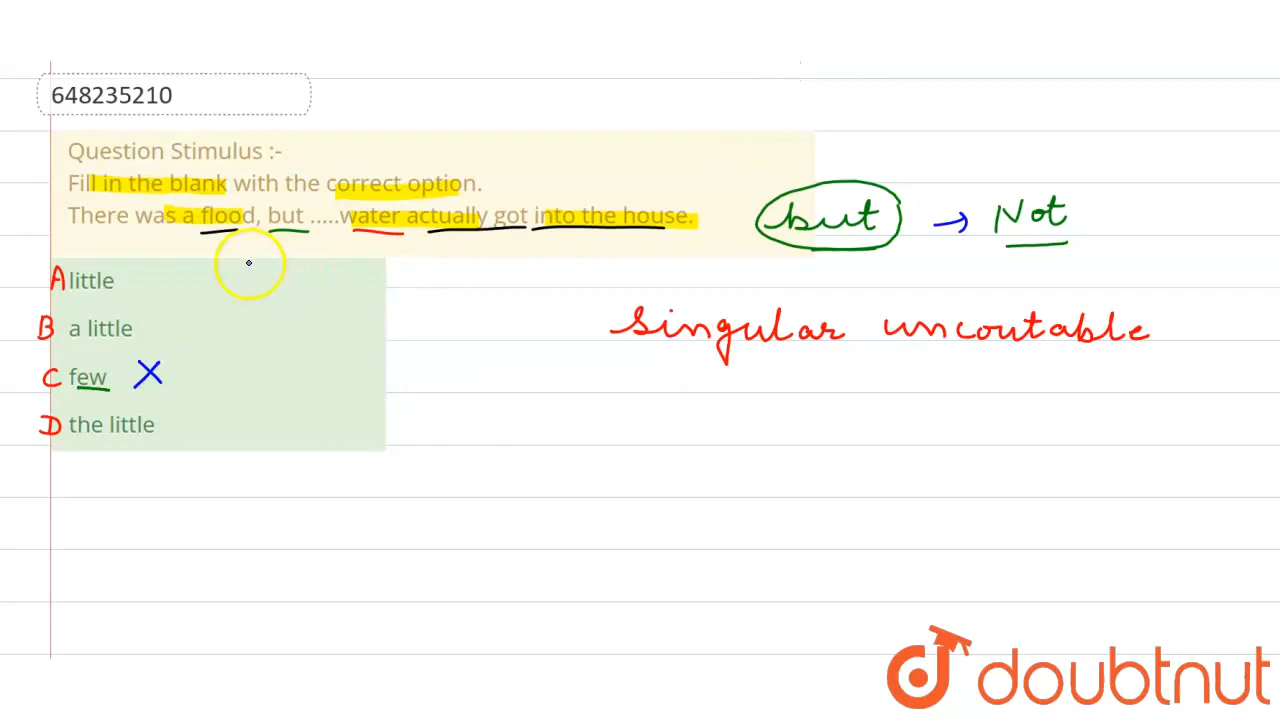 648235210
Question Stimulus :-
Fill in the blank with the correct option.
There was a flood, but .....water actually got into the house.
but → Not
A little
B a little
singular uncoutable
C few X
D the little
doubtnut